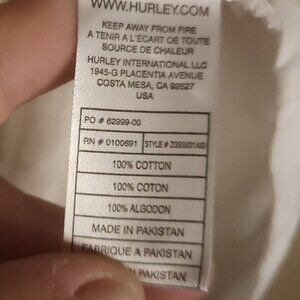 WWW.HURLEY.COM
KEEP AWAY FROM FIRE
A TENIR A L'ECART DE TOUTE
SOURCE DE CHALEUR
HURLEY INTERNATIONAL LLC
1945-G PLACENTIA AVENUE
COSTA MESA, CA 92627
USA
PO # 62999-00
RN # 0100691 STYLE #
100% COTTON
100% COTON
100% ALGODON
MADE IN PAKISTAN
FABRIQUE A PAKISTAN
PAKISTAN